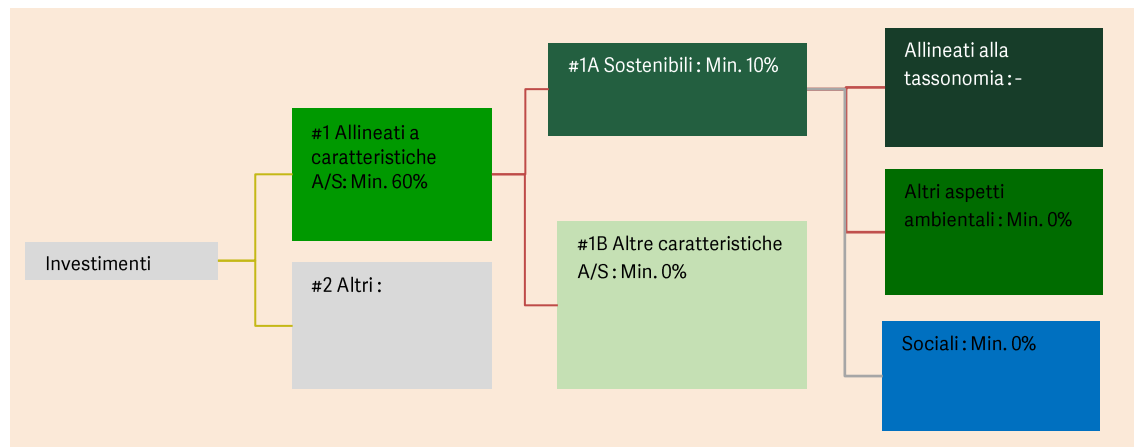 Investimenti
#1 Allineati a
caratteristiche
A/S: Min. 60%
#2 Altri :
#1A Sostenibili : Min. 10%
#1B Altre caratteristiche
A/S : Min. 0%
Allineati alla
tassonomia : -
Altri aspetti
ambientali : Min. 0%
Sociali : Min. 0%